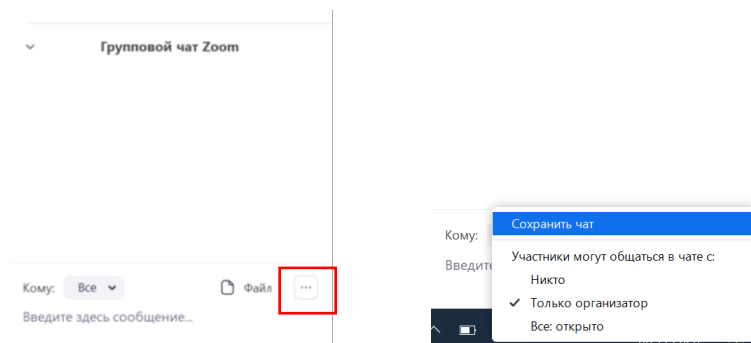 Групповой чат Zoom
Кому: Все
Файл
Введите здесь сообщение...
Сохранить чат
Кому:
Участники могут общаться в чате с:
Никто
Только организатор
Все: открыто